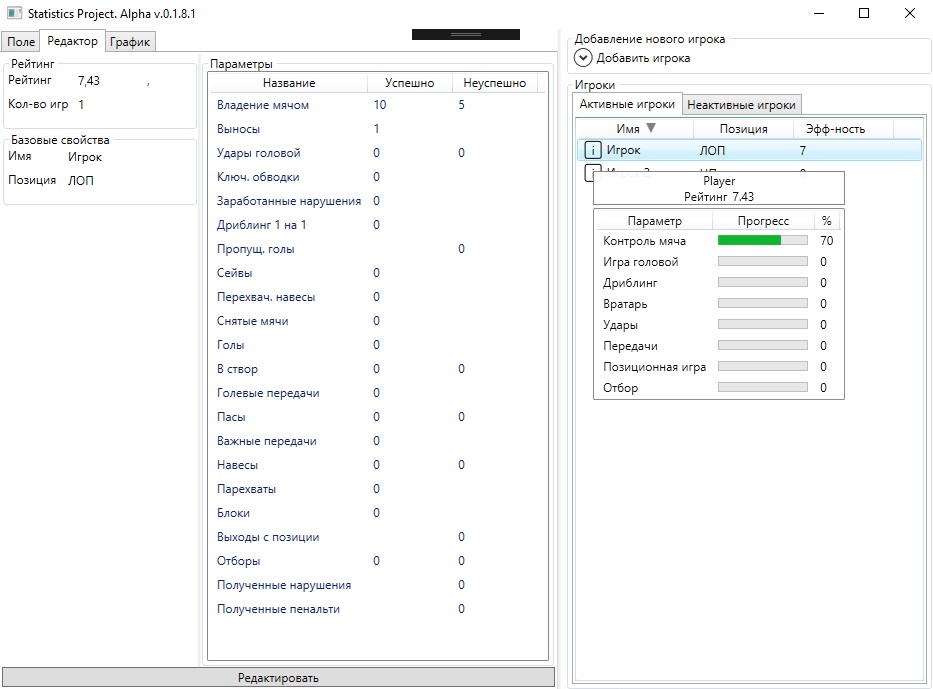 Statistics Project. Alpha v.0.1.8.1
Поле Редактор График
Рейтинг
Рейтинг 7,43 ,
Кол-во игр 1
Базовые свойства
Имя Игрок
Позиция ЛОП
Параметры
Название Успешно Неуспешно
Владение мячом 10 5
Выносы 1
Удары головой 0 0
Ключ. обводки 0
Заработанные нарушения 0
Дриблинг 1 на 1 0
Пропущ. голы 0
Сейвы 0
Перехвач. навесы 0
Снятые мячи 0
Голы 0
В створ 0 0
Голевые передачи 0
Пасы 0 0
Важные передачи 0
Навесы 0 0
Парехваты 0
Блоки 0
Выходы с позиции 0
Отборы 0 0
Полученные нарушения 0
Полученные пенальти 0
Редактировать
Добавление нового игрока
Добавить игрока
Игроки
Активные игроки Неактивные игроки
Имя Позиция Эфф-ность
i Игрок ЛОП 7
Player
Рейтинг 7.43
Параметр Прогресс %
Контроль мяча 70
Игра головой 0
Дриблинг 0
Вратарь 0
Удары 0
Передачи 0
Позиционная игра 0
Отбор 0